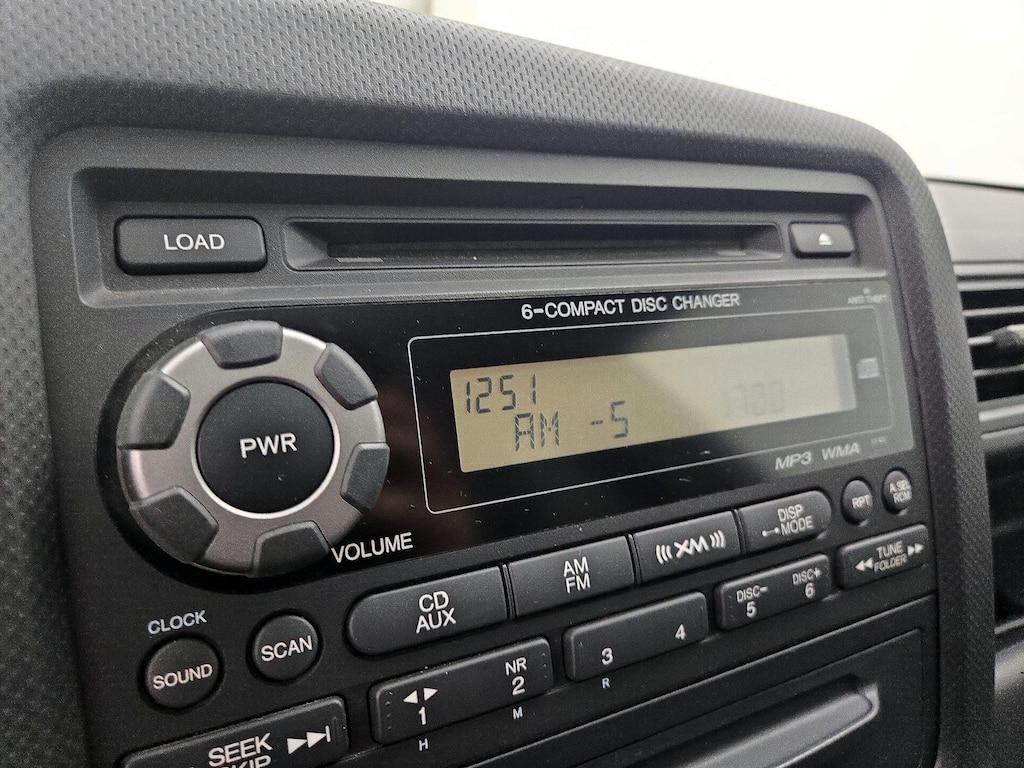 LOAD
6-COMPACT DISC CHANGER
ANTI THEFT
1251
AM -5 1700
PWR
MP3 WMA
VOLUME
DISP
MODE
RPT
A.SEL
RDM
XM
AM
FM
CD
AUX
TUNE
FOLDER
DISC-
5
DISC+
6
CLOCK
SOUND
SCAN
3
4
R
NR
1
2
H
M
SEEK
SKIP